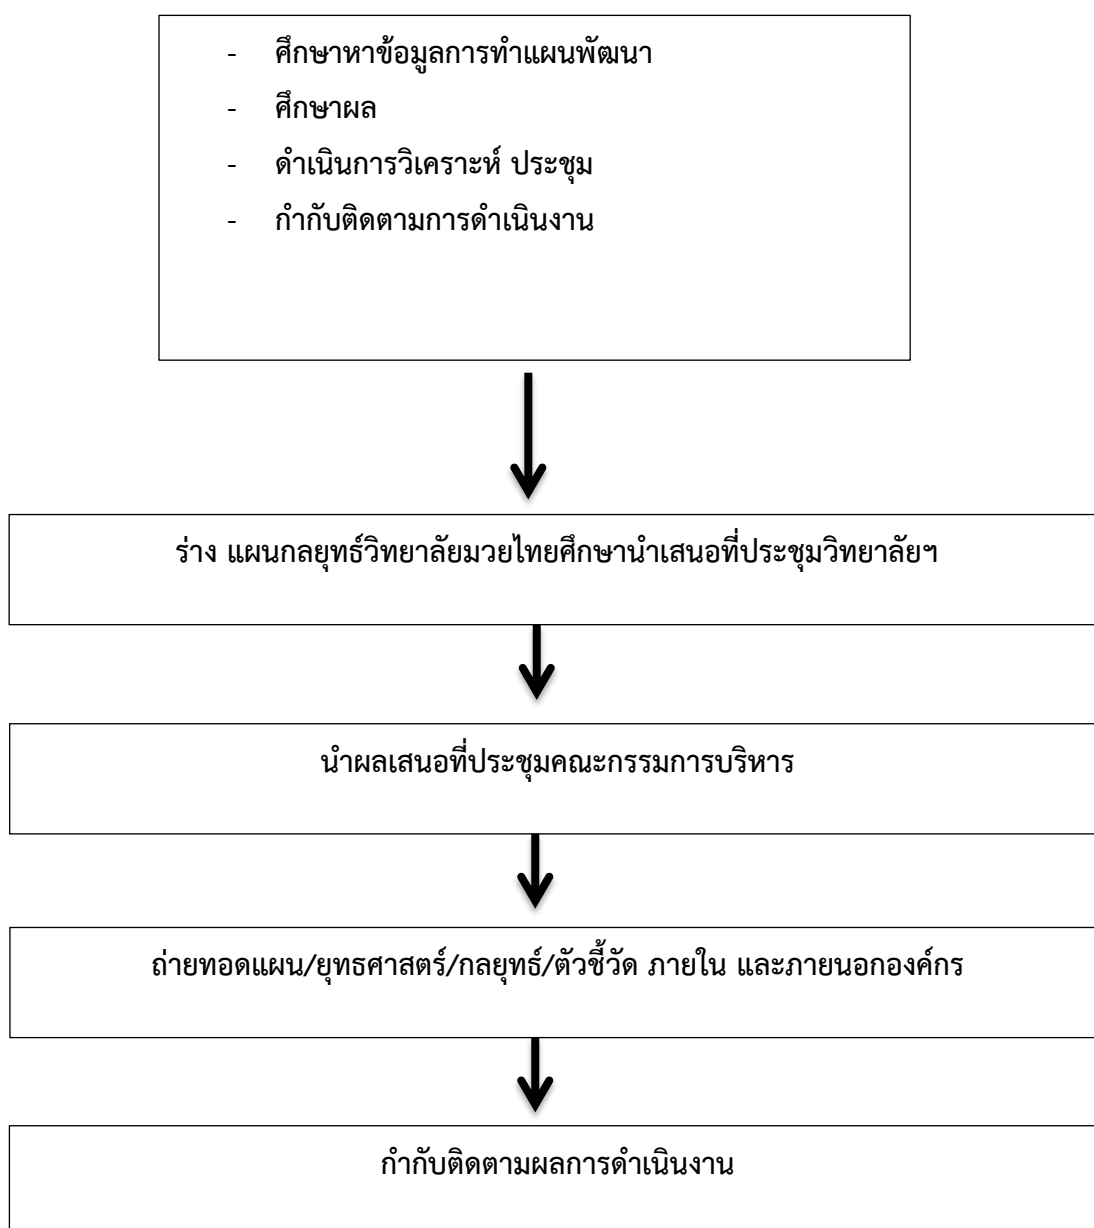 - ศึกษาหาข้อมูลการทำแผนพัฒนา
- ศึกษาผล
- ดำเนินการวิเคราะห์ ประชุม
- กำกับติดตามการดำเนินงาน
ร่าง แผนกลยุทธ์วิทยาลัยมวยไทยศึกษานำเสนอที่ประชุมวิทยาลัยฯ
นำผลเสนอที่ประชุมคณะกรรมการบริหาร
ถ่ายทอดแผน/ยุทธศาสตร์/กลยุทธ์/ตัวชี้วัด ภายใน และภายนอกองค์กร
กำกับติดตามผลการดำเนินงาน